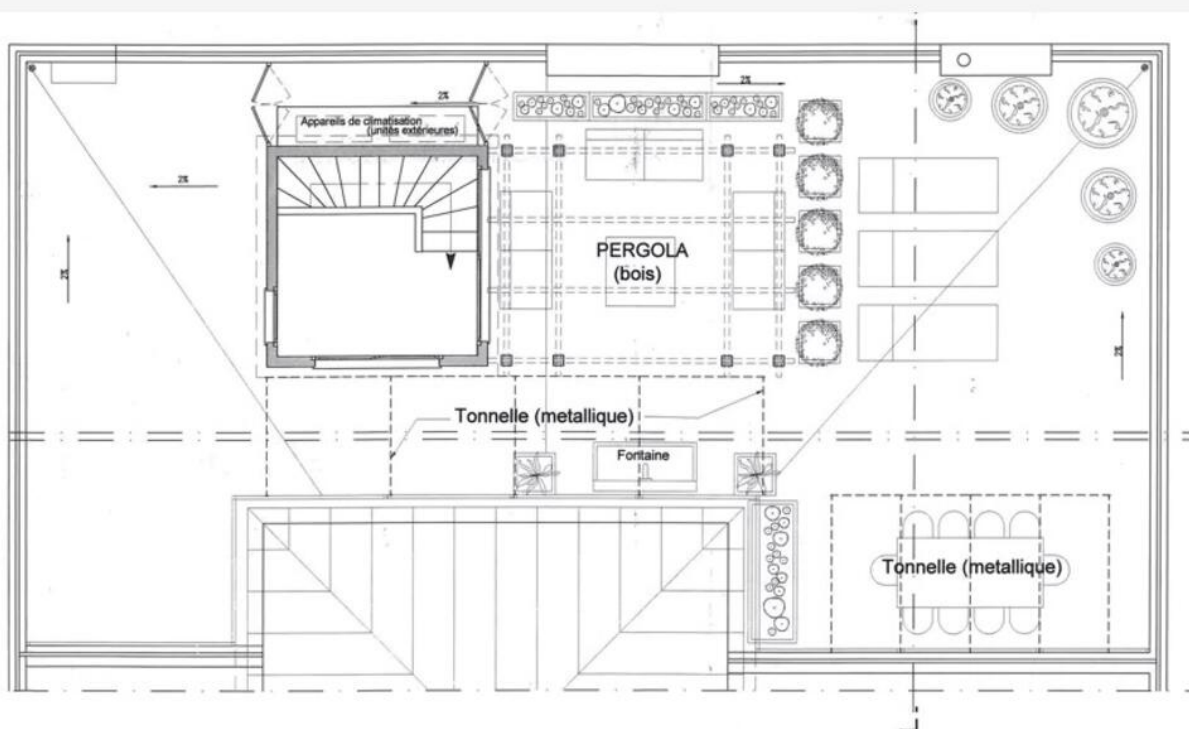 2%
2%
Appareils de climatisation
(unités extérieures)
2%
2%
PERGOLA
(bois)
2%
Tonnelle (metallique)
Fontaine
Tonnelle (metallique)